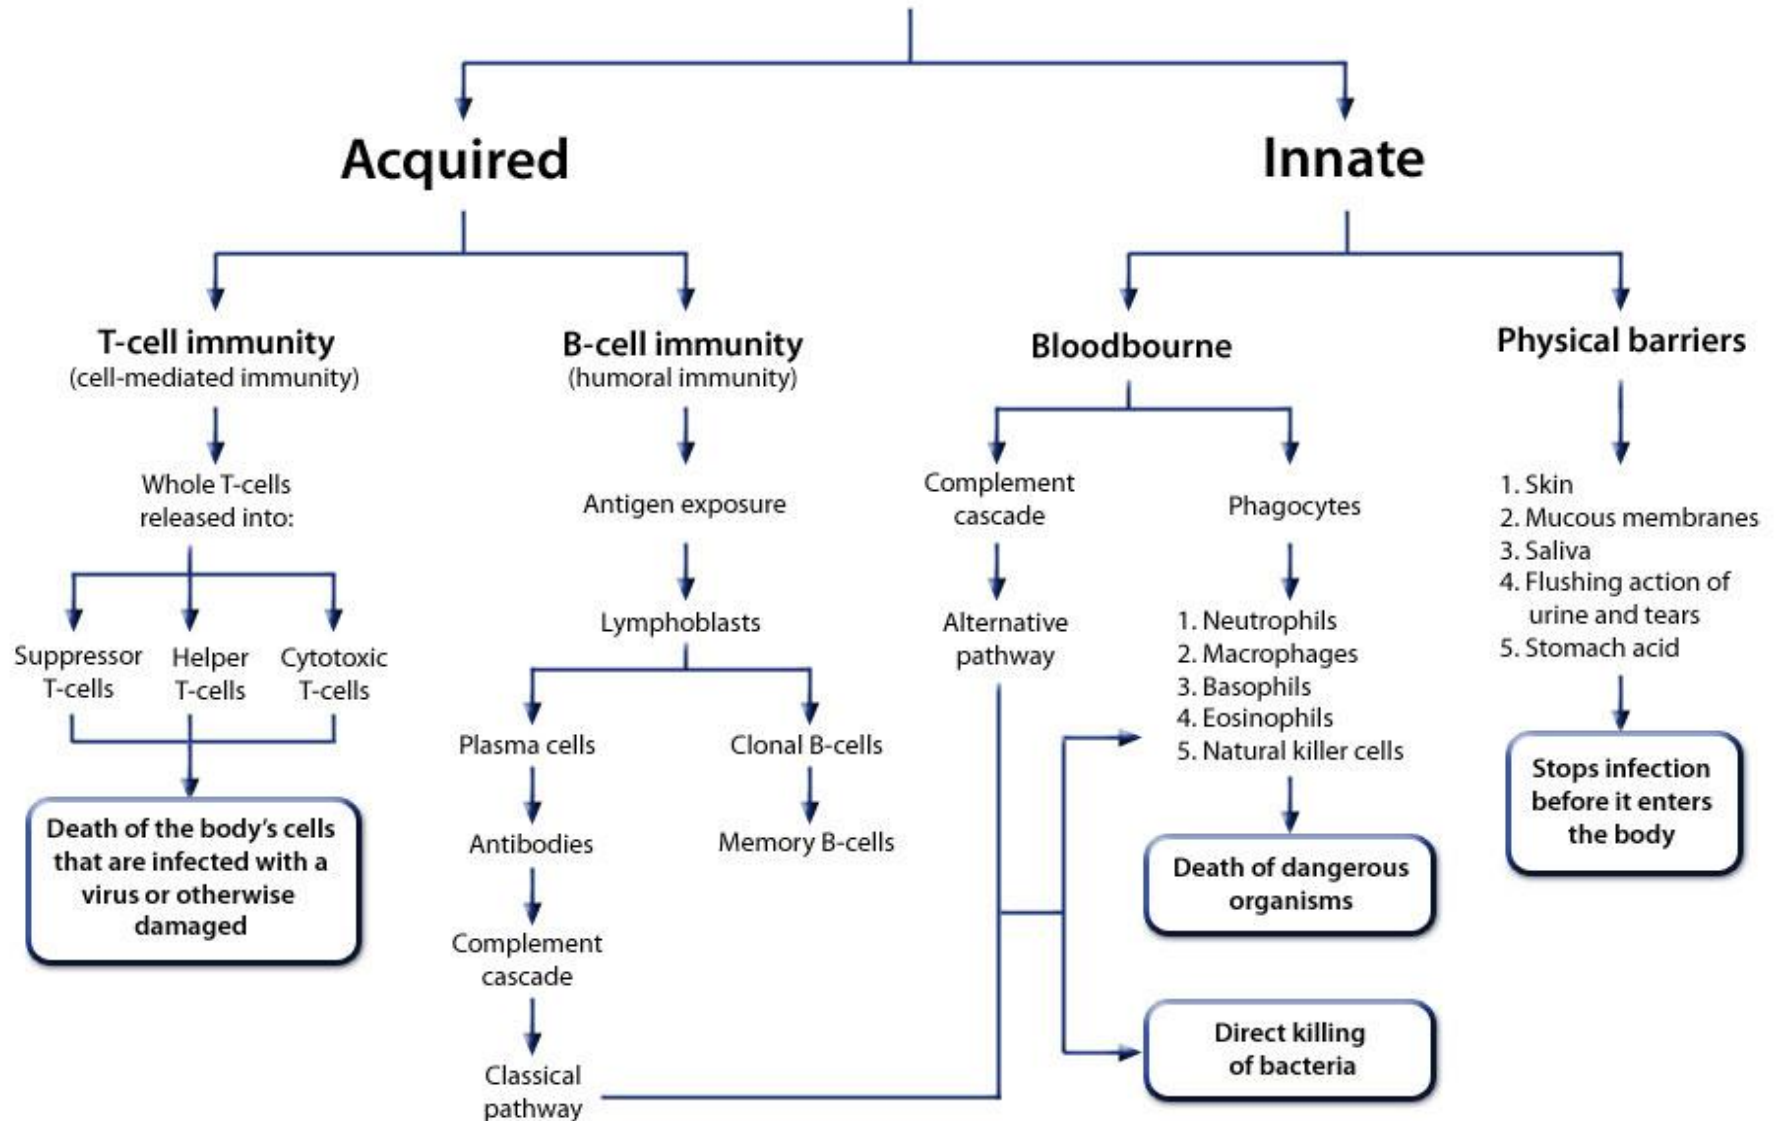 Acquired
Innate
T-cell immunity
(cell-mediated immunity)
Whole T-cells
released into:
Suppressor
T-cells
Helper
T-cells
Cytotoxic
T-cells
Death of the body's cells
that are infected with a
virus or otherwise
damaged
B-cell immunity
(humoral immunity)
Antigen exposure
Lymphoblasts
Plasma cells
Antibodies
Complement
cascade
Classical
pathway
Clonal B-cells
Memory B-cells
Bloodbourne
Complement
cascade
Alternative
pathway
Phagocytes
1. Neutrophils
2. Macrophages
3. Basophils
4. Eosinophils
5. Natural killer cells
Death of dangerous
organisms
Direct killing
of bacteria
Physical barriers
1. Skin
2. Mucous membranes
3. Saliva
4. Flushing action of
urine and tears
5. Stomach acid
Stops infection
before it enters
the body